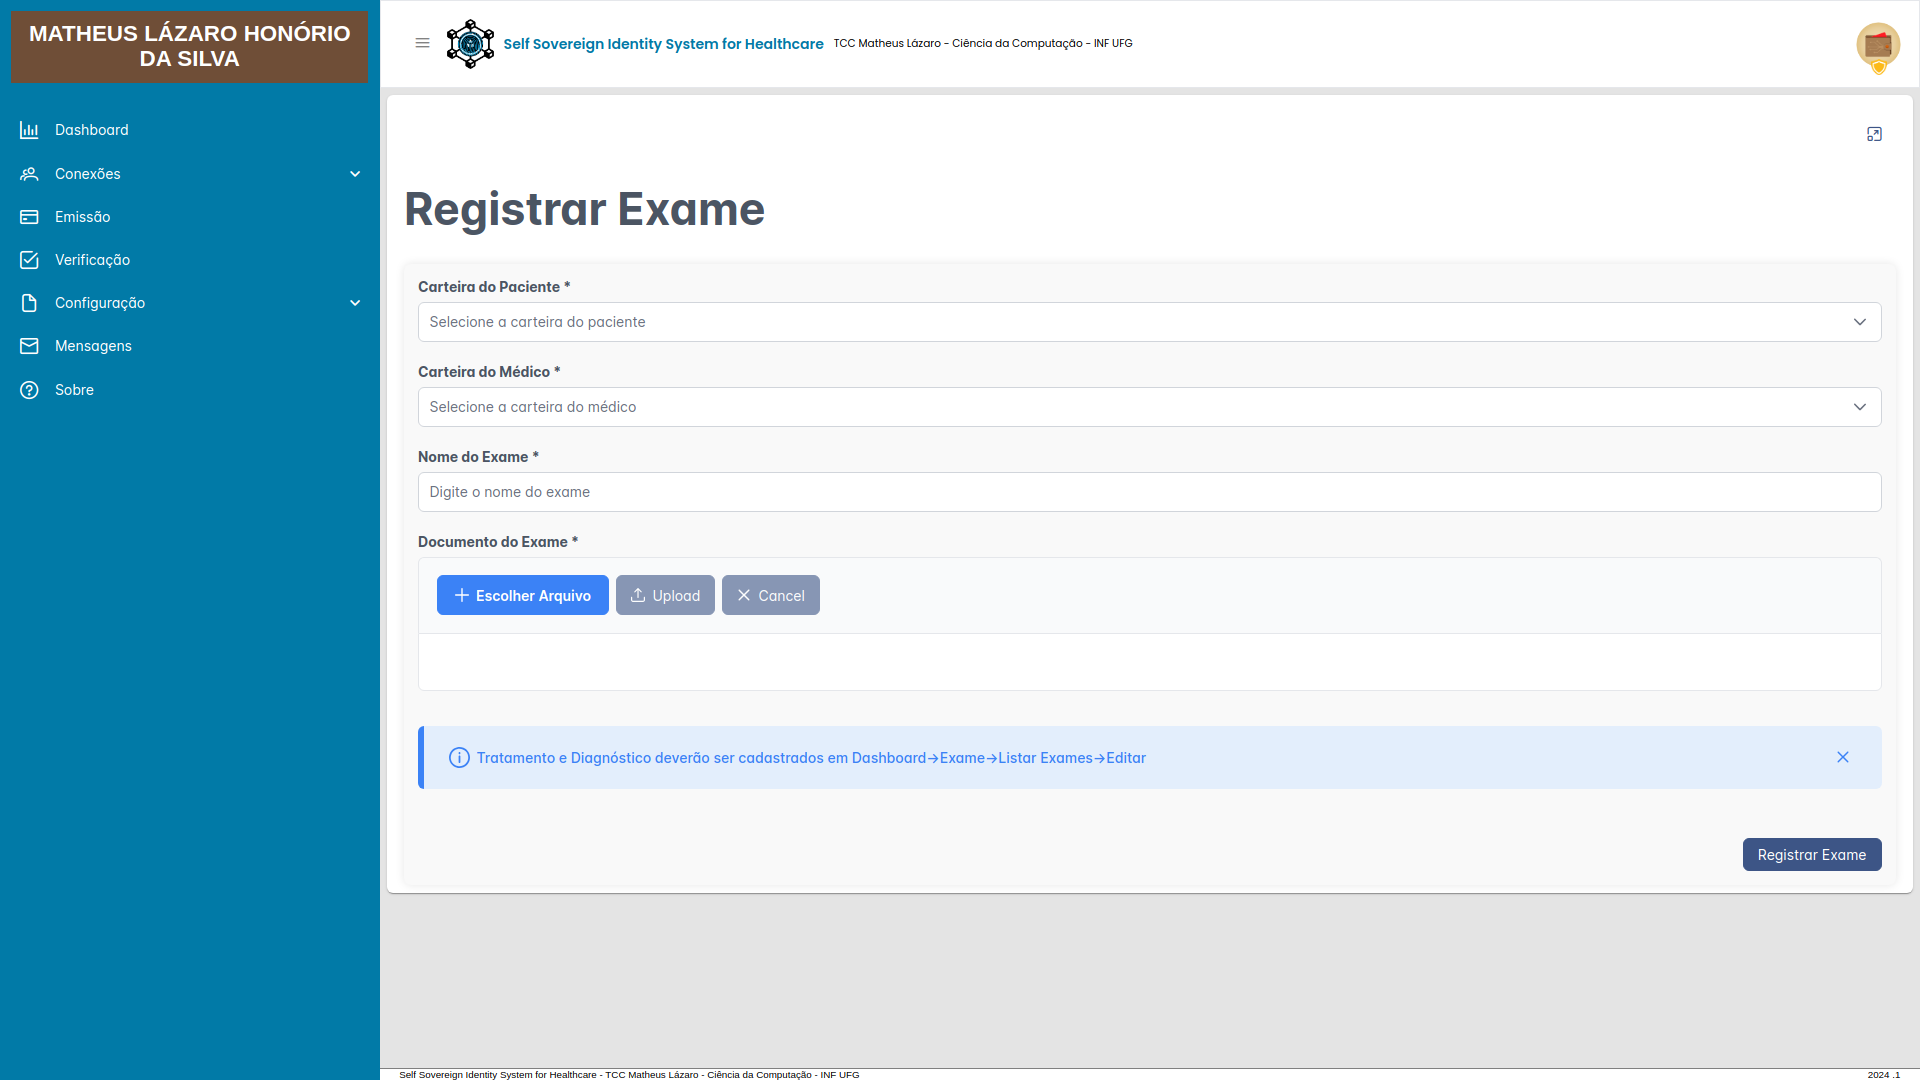 MATHEUS LÁZARO HONÓRIO
DA SILVA
Dashboard
Conexões
Emissão
Verificação
Configuração
Mensagens
Sobre
Self Sovereign Identity System for Healthcare TCC Matheus Lázaro - Ciência da Computação - INF UFG
Registrar Exame
Carteira do Paciente *
Selecione a carteira do paciente
Carteira do Médico *
Selecione a carteira do médico
Nome do Exame *
Digite o nome do exame
Documento do Exame *
Escolher Arquivo Upload Cancel
Tratamento e Diagnóstico deverão ser cadastrados em Dashboard→Exame→Listar Exames→Editar
Registrar Exame
Self Sovereign Identity System for Healthcare - TCC Matheus Lázaro - Ciência da Computação - INF UFG 2024 .1